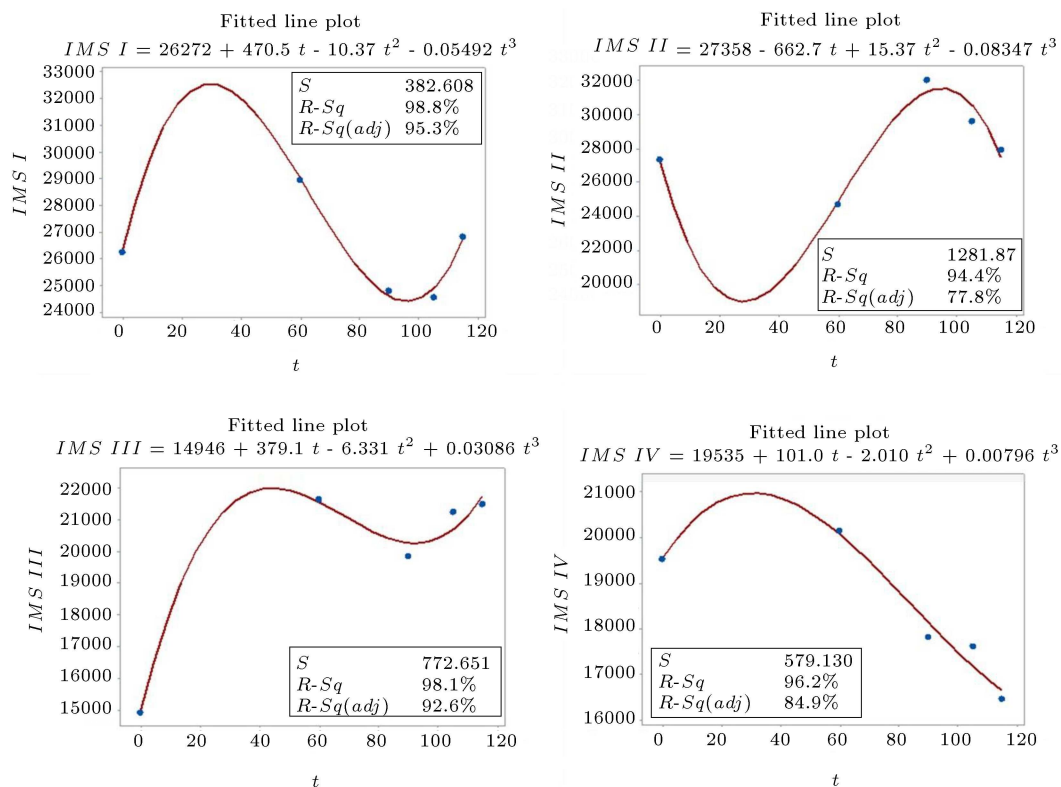 Fitted line plot
IMS I = 26272 + 470.5 t - 10.37 t² - 0.05492 t³
33000
32000
31000
30000
29000
28000
27000
26000
25000
24000
IMS I
S 382.608
R-Sq 98.8%
R-Sq(adj) 95.3%
0 20 40 60 80 100 120
t
Fitted line plot
IMS II = 27358 - 662.7 t + 15.37 t² - 0.08347 t³
32000
30000
28000
26000
24000
22000
20000
IMS II
S 1281.87
R-Sq 94.4%
R-Sq(adj) 77.8%
0 20 40 60 80 100 120
t
Fitted line plot
IMS III = 14946 + 379.1 t - 6.331 t² + 0.03086 t³
22000
21000
20000
19000
18000
17000
16000
15000
IMS III
S 772.651
R-Sq 98.1%
R-Sq(adj) 92.6%
0 20 40 60 80 100 120
t
Fitted line plot
IMS IV = 19535 + 101.0 t - 2.010 t² + 0.00796 t³
21000
20000
19000
18000
17000
16000
IMS IV
S 579.130
R-Sq 96.2%
R-Sq(adj) 84.9%
0 20 40 60 80 100 120
t